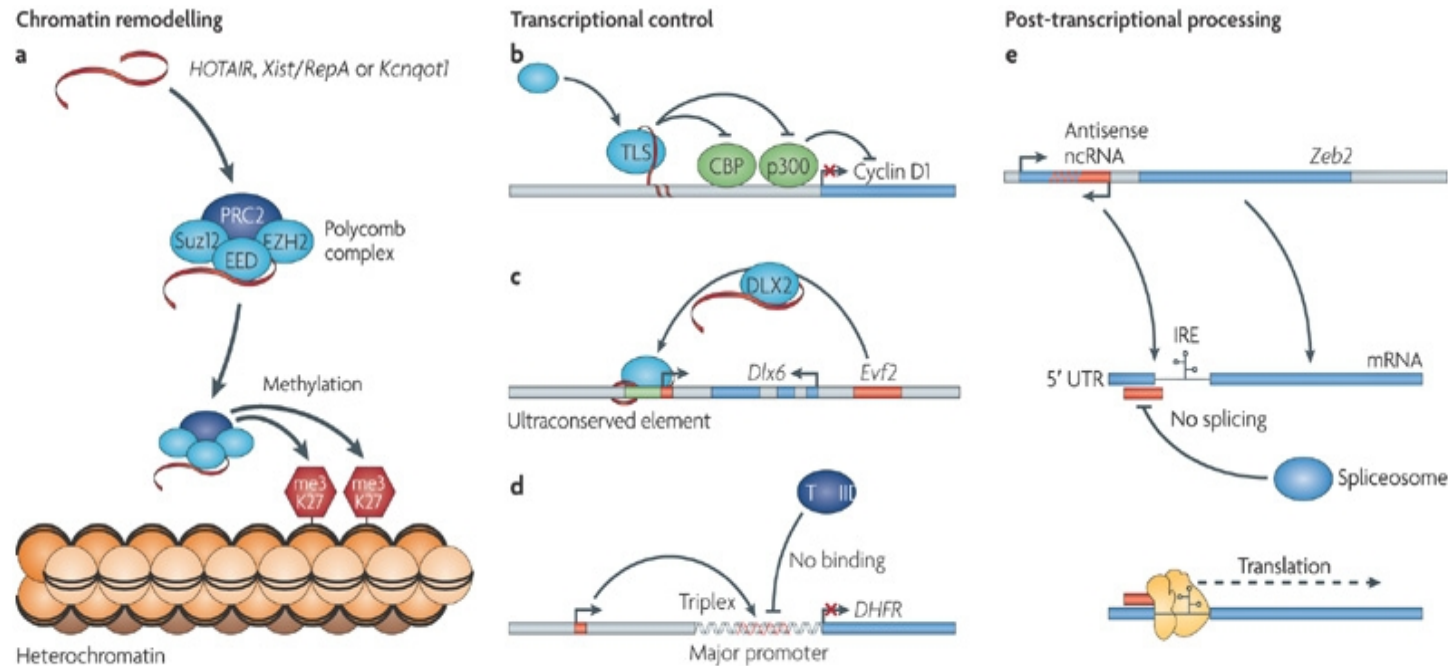 Chromatin remodelling
a
HOTAIR, Xist/RepA or Kcnqot1
PRC2
Suz12
EZH2
EED
Polycomb
complex
Methylation
me3
K27
me3
K27
Heterochromatin
Transcriptional control
b
TLS
CBP
p300
Cyclin D1
c
DLX2
Dlx6
Evf2
Ultraconserved element
d
T IID
No binding
Triplex
DHFR
Major promoter
Post-transcriptional processing
e
Antisense
ncRNA
Zeb2
IRE
mRNA
5′ UTR
No splicing
Spliceosome
Translation